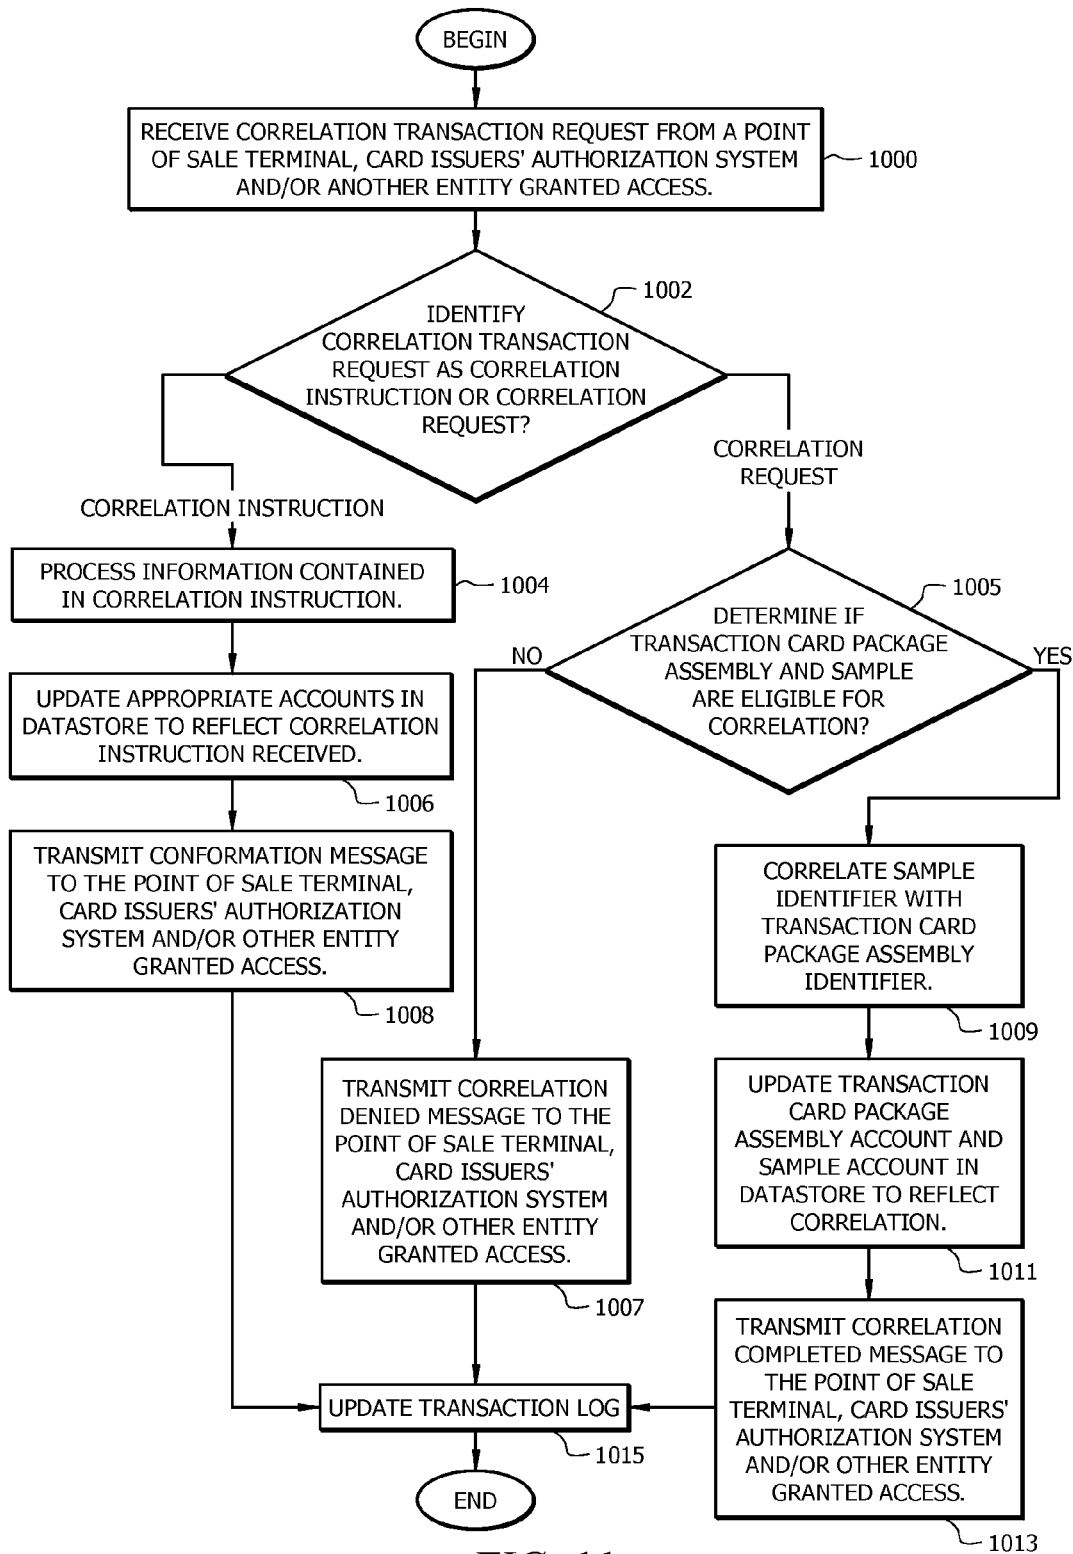 BEGIN
RECEIVE CORRELATION TRANSACTION REQUEST FROM A POINT
OF SALE TERMINAL, CARD ISSUERS' AUTHORIZATION SYSTEM
AND/OR ANOTHER ENTITY GRANTED ACCESS.
1000
1002
IDENTIFY
CORRELATION TRANSACTION
REQUEST AS CORRELATION
INSTRUCTION OR CORRELATION
REQUEST?
CORRELATION
REQUEST
CORRELATION INSTRUCTION
PROCESS INFORMATION CONTAINED
IN CORRELATION INSTRUCTION.
1004
1005
DETERMINE IF
TRANSACTION CARD PACKAGE
ASSEMBLY AND SAMPLE
ARE ELIGIBLE FOR
CORRELATION?
NO
YES
UPDATE APPROPRIATE ACCOUNTS IN
DATASTORE TO REFLECT CORRELATION
INSTRUCTION RECEIVED.
1006
TRANSMIT CONFORMATION MESSAGE
TO THE POINT OF SALE TERMINAL,
CARD ISSUERS' AUTHORIZATION
SYSTEM AND/OR OTHER ENTITY
GRANTED ACCESS.
1008
CORRELATE SAMPLE
IDENTIFIER WITH
TRANSACTION CARD
PACKAGE ASSEMBLY
IDENTIFIER.
1009
TRANSMIT CORRELATION
DENIED MESSAGE TO THE
POINT OF SALE TERMINAL,
CARD ISSUERS'
AUTHORIZATION SYSTEM
AND/OR OTHER ENTITY
GRANTED ACCESS.
1007
UPDATE TRANSACTION
CARD PACKAGE
ASSEMBLY ACCOUNT AND
SAMPLE ACCOUNT IN
DATASTORE TO REFLECT
CORRELATION.
1011
TRANSMIT CORRELATION
COMPLETED MESSAGE TO
THE POINT OF SALE
TERMINAL, CARD ISSUERS'
AUTHORIZATION SYSTEM
AND/OR OTHER ENTITY
GRANTED ACCESS.
1013
UPDATE TRANSACTION LOG
1015
END